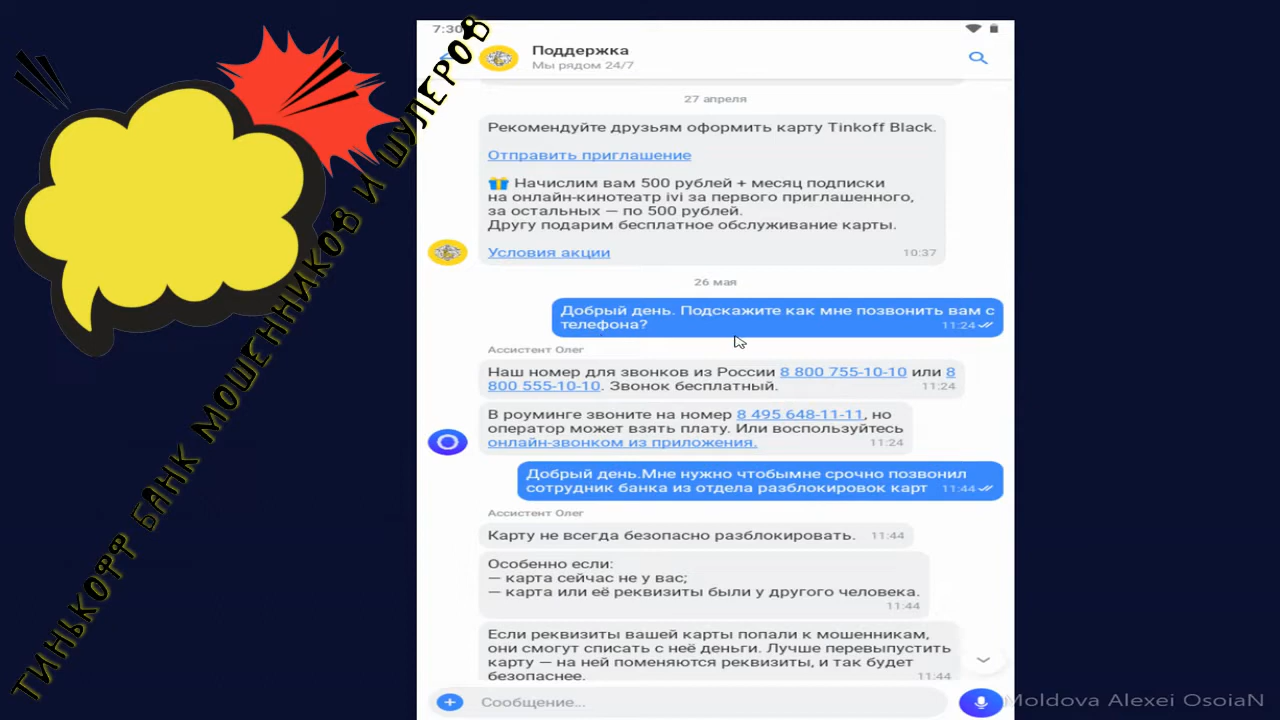 7:30
Поддержка
Мы рядом 24/7
27 апреля
Рекомендуйте друзьям оформить карту Tinkoff Black.
Отправить приглашение
Начислим вам 500 рублей + месяц подписки
на онлайн-кинотеатр ivi за первого приглашенного,
за остальных — по 500 рублей.
Другу подарим бесплатное обслуживание карты.
Условия акции
10:37
26 мая
Добрый день. Подскажите как мне позвонить вам с
телефона?
11:24
Ассистент Олег
Наш номер для звонков из России 8 800 755-10-10 или 8
800 555-10-10. Звонок бесплатный.
11:24
В роуминге звоните на номер 8 495 648-11-11, но
оператор может взять плату. Или воспользуйтесь
онлайн-звонком из приложения.
11:24
Добрый день.Мне нужно чтобымне срочно позвонил
сотрудник банка из отдела разблокировок карт
11:44
Ассистент Олег
Карту не всегда безопасно разблокировать.
11:44
Особенно если:
— карта сейчас не у вас;
— карта или её реквизиты были у другого человека.
11:44
Если реквизиты вашей карты попали к мошенникам,
они смогут списать с неё деньги. Лучше перевыпустить
карту — на ней поменяются реквизиты, и так будет
безопаснее.
11:44
Сообщение...
ТИНЬКОФФ БАНК МОШЕННИКОВ И ШУЛЕРОВ
Moldova Alexei OsoiaN